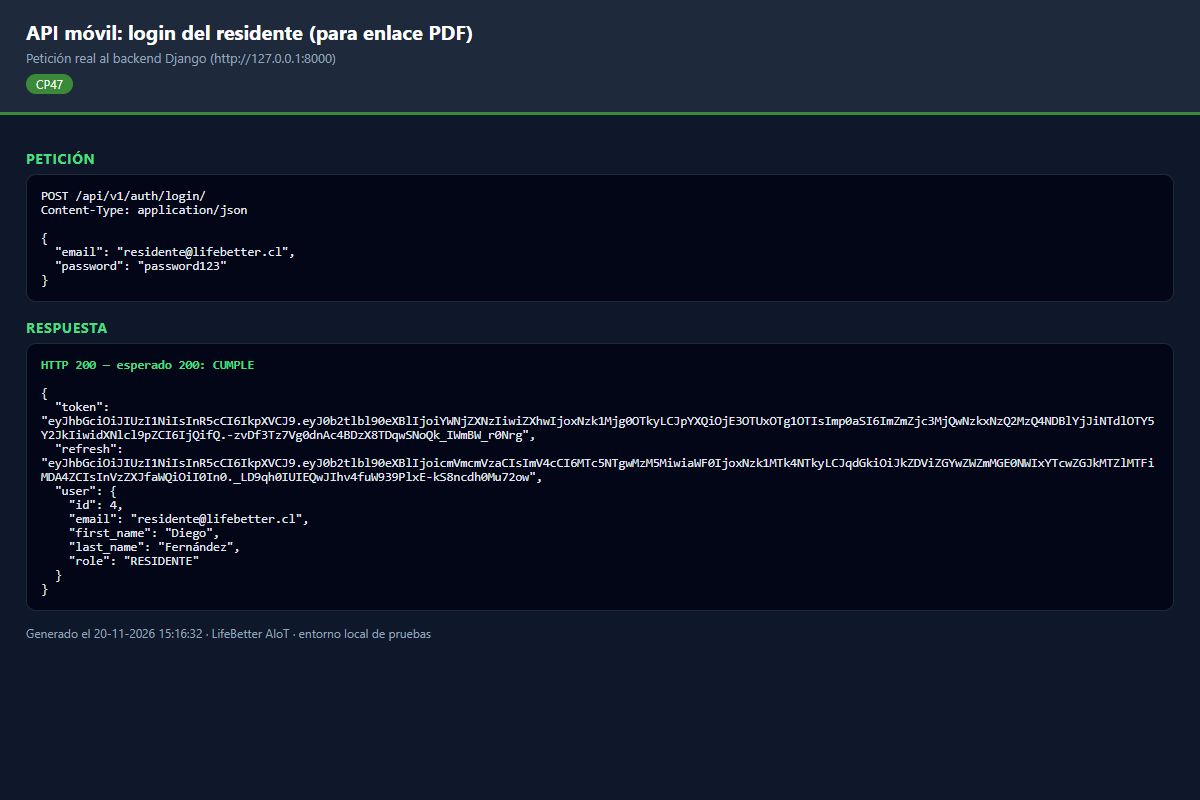 API móvil: login del residente (para enlace PDF)
Petición real al backend Django (http://127.0.0.1:8000)
CP47
PETICIÓN
POST /api/v1/auth/login/
Content-Type: application/json
{
  "email": "residente@lifebetter.cl",
  "password": "password123"
}
RESPUESTA
HTTP 200 — esperado 200: CUMPLE
{
  "token":
"eyJhbGciOiJIUzI1NiIsInR5cCI6IkpXVCJ9.eyJ0b2tlbl90eXBlIjoiYWNjZXNzIiwiZXhwIjoxNzk1Mjg0OTkyLCJpYXQiOjE3OTUxOTg1OTIsImp0aSI6ImZmZjc3MjQwNzkxNzQ2MzQ4NDBlYjJiNTdlOTY5
Y2JkIiwidXNlcl9pZCI6IjQifQ.-zvDf3Tz7Vg0dnAc4BDzX8TDqwSNoQk_IWmBW_r0Nrg",
  "refresh":
"eyJhbGciOiJIUzI1NiIsInR5cCI6IkpXVCJ9.eyJ0b2tlbl90eXBlIjoicmVmcmVzaCIsImV4cCI6MTc5NTgwMzM5MiwiaWF0IjoxNzk1MTk4NTkyLCJqdGkiOiJkZDViZGYwZWZmMGE0NWIxYTcwZGJkMTZlMTFi
MDA4ZCIsInVzZXJfaWQiOiI0In0._LD9qh0IUIEQwJIhv4fuW939PlxE-kS8ncdh0Mu72ow",
  "user": {
    "id": 4,
    "email": "residente@lifebetter.cl",
    "first_name": "Diego",
    "last_name": "Fernández",
    "role": "RESIDENTE"
  }
}
Generado el 20-11-2026 15:16:32 · LifeBetter AIoT · entorno local de pruebas